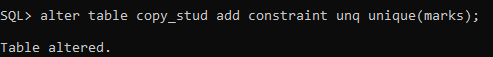 SQL> alter table copy_stud add constraint unq unique(marks);
Table altered.